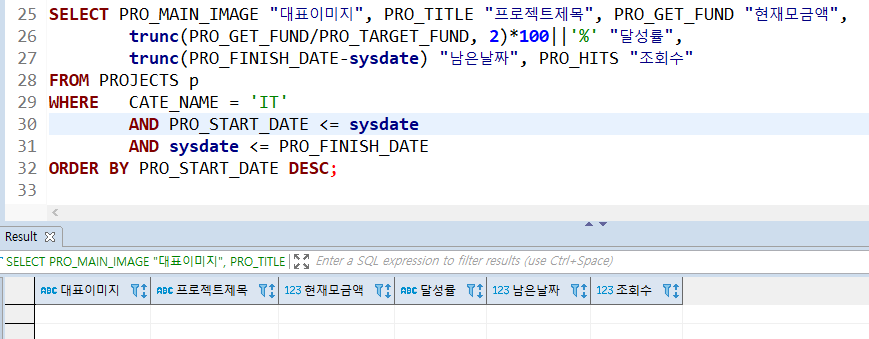 25 SELECT PRO_MAIN_IMAGE "대표이미지", PRO_TITLE "프로젝트제목", PRO_GET_FUND "현재모금액",
26 trunc(PRO_GET_FUND/PRO_TARGET_FUND, 2)*100||'%' "달성률",
27 trunc(PRO_FINISH_DATE-sysdate) "남은날짜", PRO_HITS "조회수"
28 FROM PROJECTS p
29 WHERE CATE_NAME = 'IT'
30 AND PRO_START_DATE <= sysdate
31 AND sysdate <= PRO_FINISH_DATE
32 ORDER BY PRO_START_DATE DESC;
33
Result
SELECT PRO_MAIN_IMAGE "대표이미지", PRO_TITLE Enter a SQL expression to filter results (use Ctrl+Space)
ABC 대표이미지 ABC 프로젝트제목 123 현재모금액 ABC 달성률 123 남은날짜 123 조회수